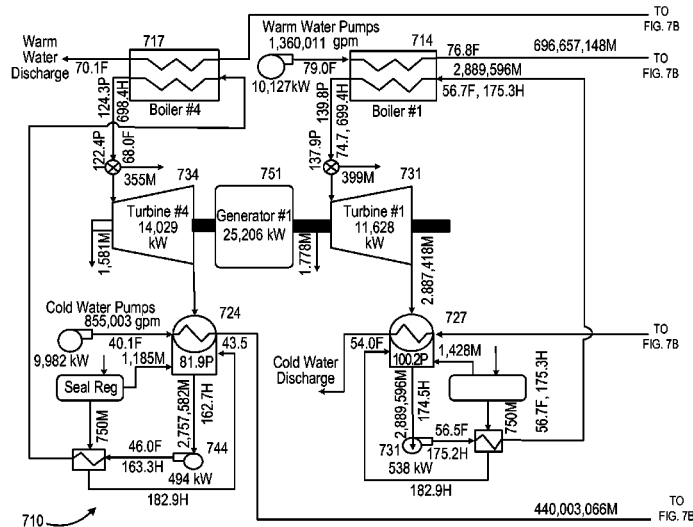 TO
FIG. 7B
Warm Water Pumps
1,360,011 gpm
717
714
Warm
Water
Discharge
70.1F
79.0F
76.8F
696,657,148M
TO
FIG. 7B
10,127kW
2,889,596M
56.7F, 175.3H
Boiler #4
Boiler #1
124.3P
698.4H
139.8P
74.7, 699.4H
122.4P
68.0F
137.9P
355M
399M
734
751
731
Turbine #4
14,029
kW
Generator #1
25,206 kW
Turbine #1
11,628
kW
1,581M
1.778M
2,887,418M
Cold Water Pumps
855,003 gpm
724
727
40.1F
43.5
54.0F
TO
FIG. 7B
9,982 kW
1,185M
81.9P
Cold Water
Discharge
100.2P
1,428M
Seal Reg
750M
2,757,582M
162.7H
2,889,596M
174.5H
750M
56.7F, 175.3H
46.0F
163.3H
744
494 kW
56.5F
175.2H
731
538 kW
182.9H
182.9H
710
440,003,066M
TO
FIG. 7B